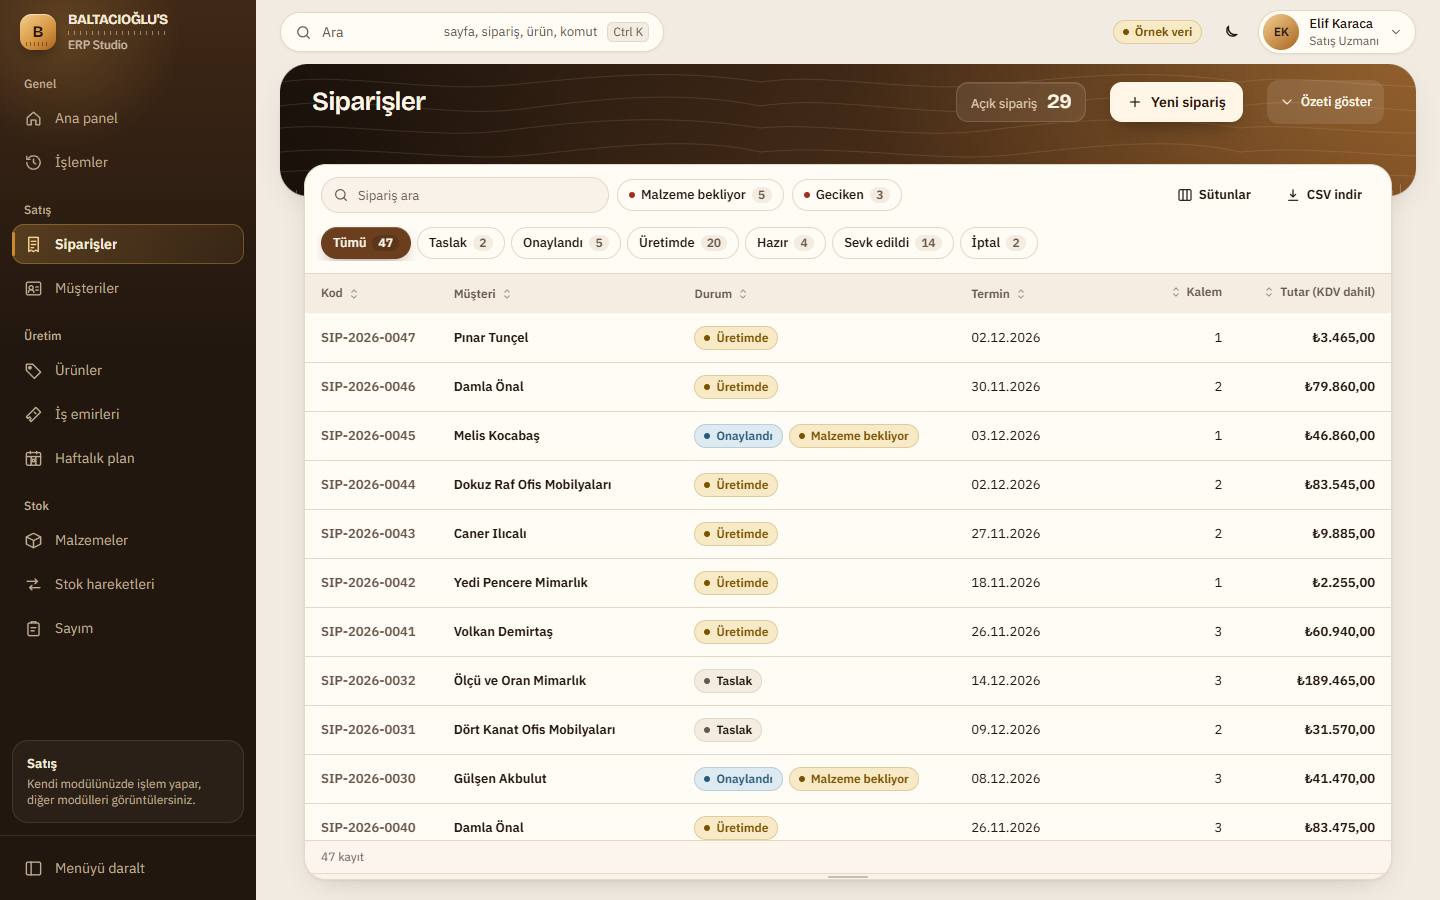 B
BALTACIOĞLU'S
ERP Studio
Genel
Ana panel
İşlemler
Satış
Siparişler
Müşteriler
Üretim
Ürünler
İş emirleri
Haftalık plan
Stok
Malzemeler
Stok hareketleri
Sayım
Satış
Kendi modülünüzde işlem yapar,
diğer modülleri görüntülersiniz.
Menüyü daralt
Ara sayfa, sipariş, ürün, komut Ctrl K
Örnek veri
EK
Elif Karaca
Satış Uzmanı
Siparişler
Açık sipariş 29
Yeni sipariş
Özeti göster
Sipariş ara
Malzeme bekliyor 5
Geciken 3
Sütunlar
CSV indir
Tümü 47
Taslak 2
Onaylandı 5
Üretimde 20
Hazır 4
Sevk edildi 14
İptal 2
Kod Müşteri Durum Termin Kalem Tutar (KDV dahil)
SIP-2026-0047 Pınar Tunçel Üretimde 02.12.2026 1 ₺3.465,00
SIP-2026-0046 Damla Önal Üretimde 30.11.2026 2 ₺79.860,00
SIP-2026-0045 Melis Kocabaş Onaylandı Malzeme bekliyor 03.12.2026 1 ₺46.860,00
SIP-2026-0044 Dokuz Raf Ofis Mobilyaları Üretimde 02.12.2026 2 ₺83.545,00
SIP-2026-0043 Caner Ilıcalı Üretimde 27.11.2026 2 ₺9.885,00
SIP-2026-0042 Yedi Pencere Mimarlık Üretimde 18.11.2026 1 ₺2.255,00
SIP-2026-0041 Volkan Demirtaş Üretimde 26.11.2026 3 ₺60.940,00
SIP-2026-0032 Ölçü ve Oran Mimarlık Taslak 14.12.2026 3 ₺189.465,00
SIP-2026-0031 Dört Kanat Ofis Mobilyaları Taslak 09.12.2026 2 ₺31.570,00
SIP-2026-0030 Gülşen Akbulut Onaylandı Malzeme bekliyor 08.12.2026 3 ₺41.470,00
SIP-2026-0040 Damla Önal Üretimde 26.11.2026 3 ₺83.475,00
47 kayıt